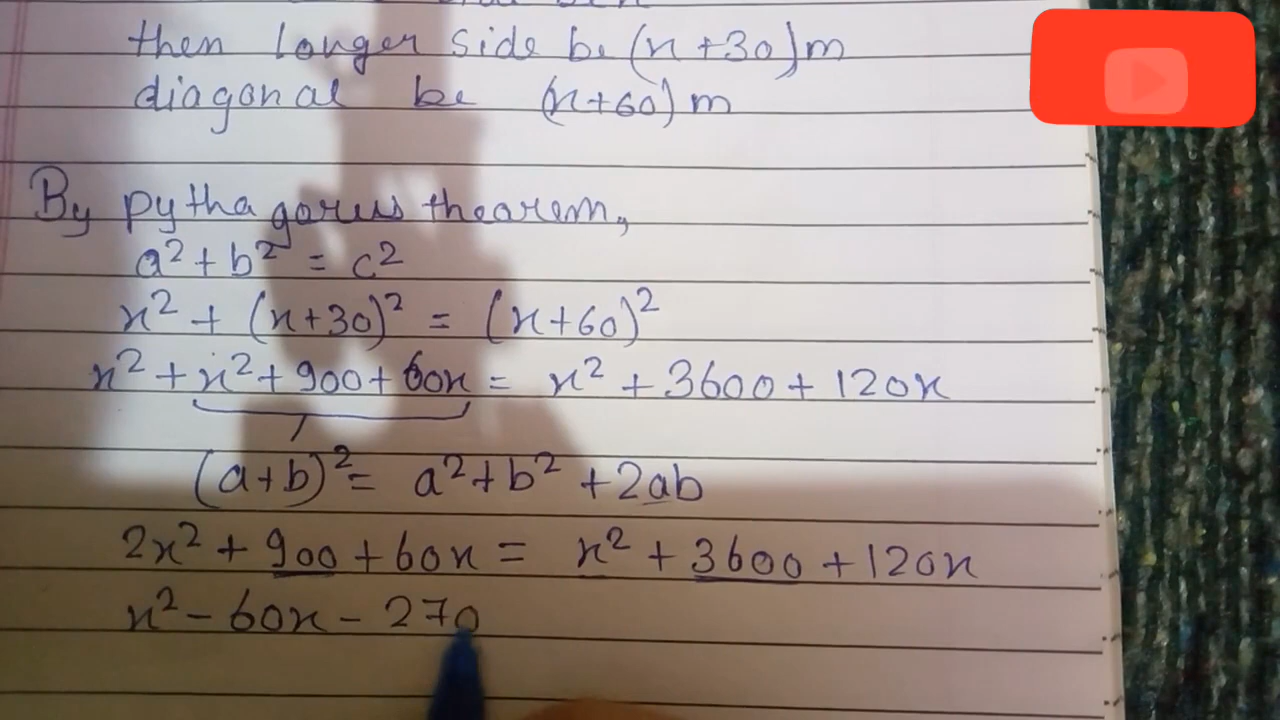 then longer side be (x+30)m
diagonal be (x+60)m
By pythagorus thearem,
a²+b² = c²
x² + (x+30)² = (x+60)²
x² + x² + 900 + 60x = x² + 3600 + 120x
(a+b)² = a²+b² +2ab
2x² + 900 + 60x = x² + 3600 + 120x
x² - 60x - 270